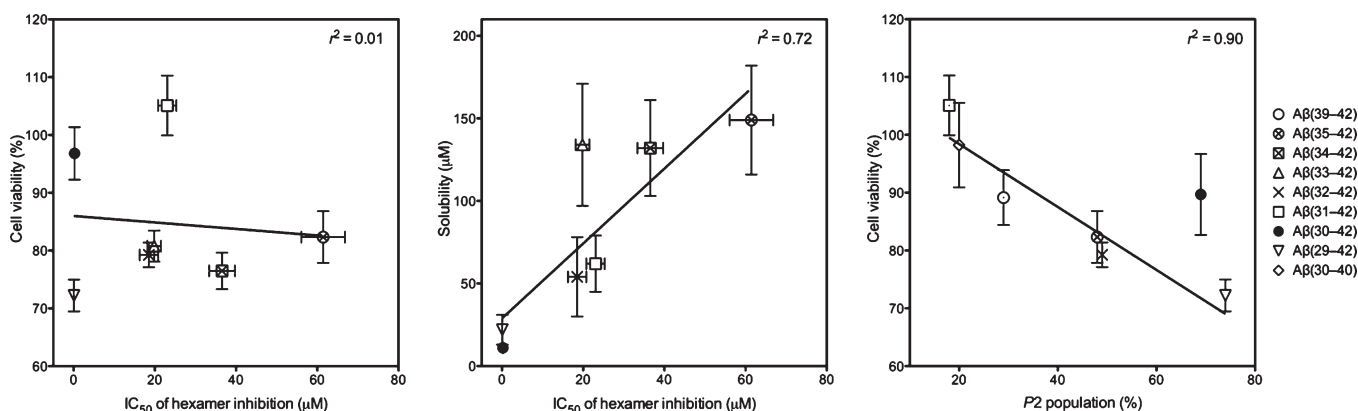 120
110
100
90
80
70
60
Cell viability (%)
r² = 0.01
0
20
40
60
80
IC₅₀ of hexamer inhibition (μM)
200
150
100
50
0
Solubility (μM)
r² = 0.72
0
20
40
60
80
IC₅₀ of hexamer inhibition (μM)
120
110
100
90
80
70
60
Cell viability (%)
r² = 0.90
20
40
60
80
P2 population (%)
Aβ(39–42)
Aβ(35–42)
Aβ(34–42)
Aβ(33–42)
Aβ(32–42)
Aβ(31–42)
Aβ(30–42)
Aβ(29–42)
Aβ(30–40)